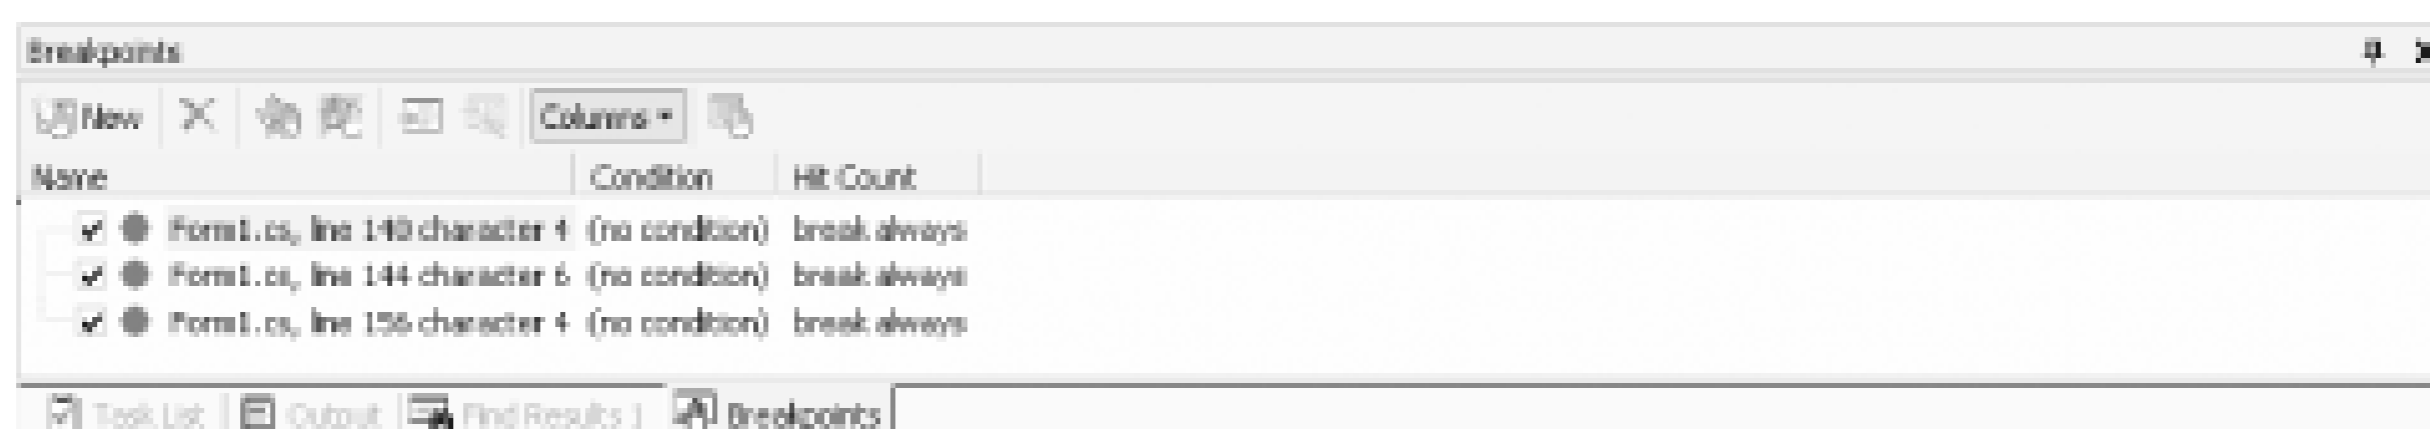 Breakpoints
New Columns
Name Condition Hit Count
Form1.cs, line 140 character 4 (no condition) break always
Form1.cs, line 144 character 6 (no condition) break always
Form1.cs, line 156 character 4 (no condition) break always
Task List Output Find Results 1 Breakpoints